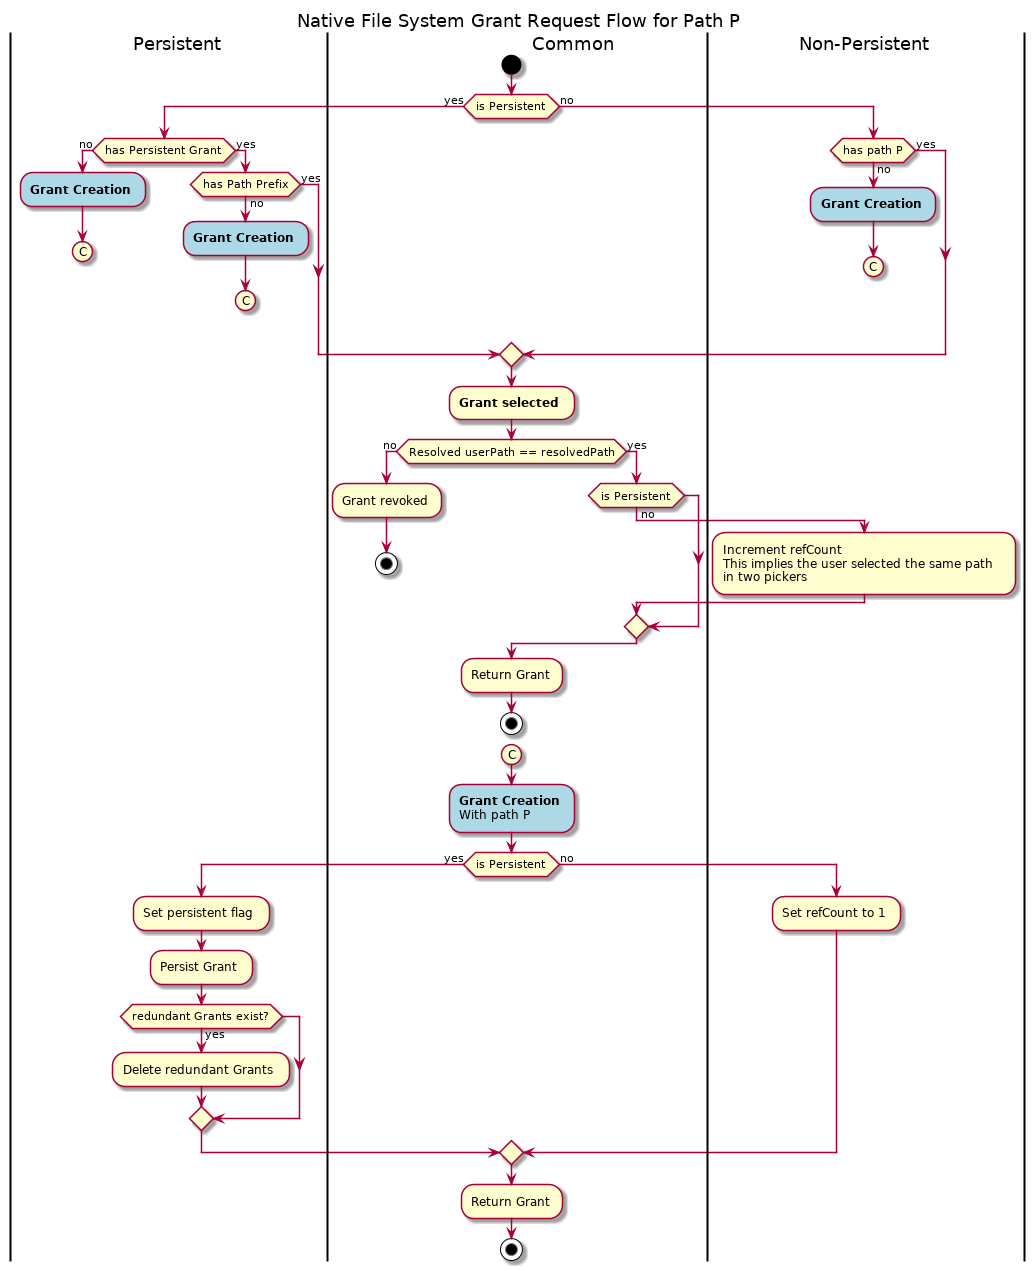 Native File System Grant Request Flow for Path P
Persistent
Common
Non-Persistent
yes
is Persistent
no
no
has Persistent Grant
yes
has path P
yes
no
Grant Creation
has Path Prefix
yes
no
Grant Creation
Grant Creation
C
C
C
Grant selected
no
Resolved userPath == resolvedPath
yes
Grant revoked
is Persistent
no
Increment refCount
This implies the user selected the same path
in two pickers
Return Grant
C
Grant Creation
With path P
yes
is Persistent
no
Set persistent flag
Set refCount to 1
Persist Grant
redundant Grants exist?
yes
Delete redundant Grants
Return Grant